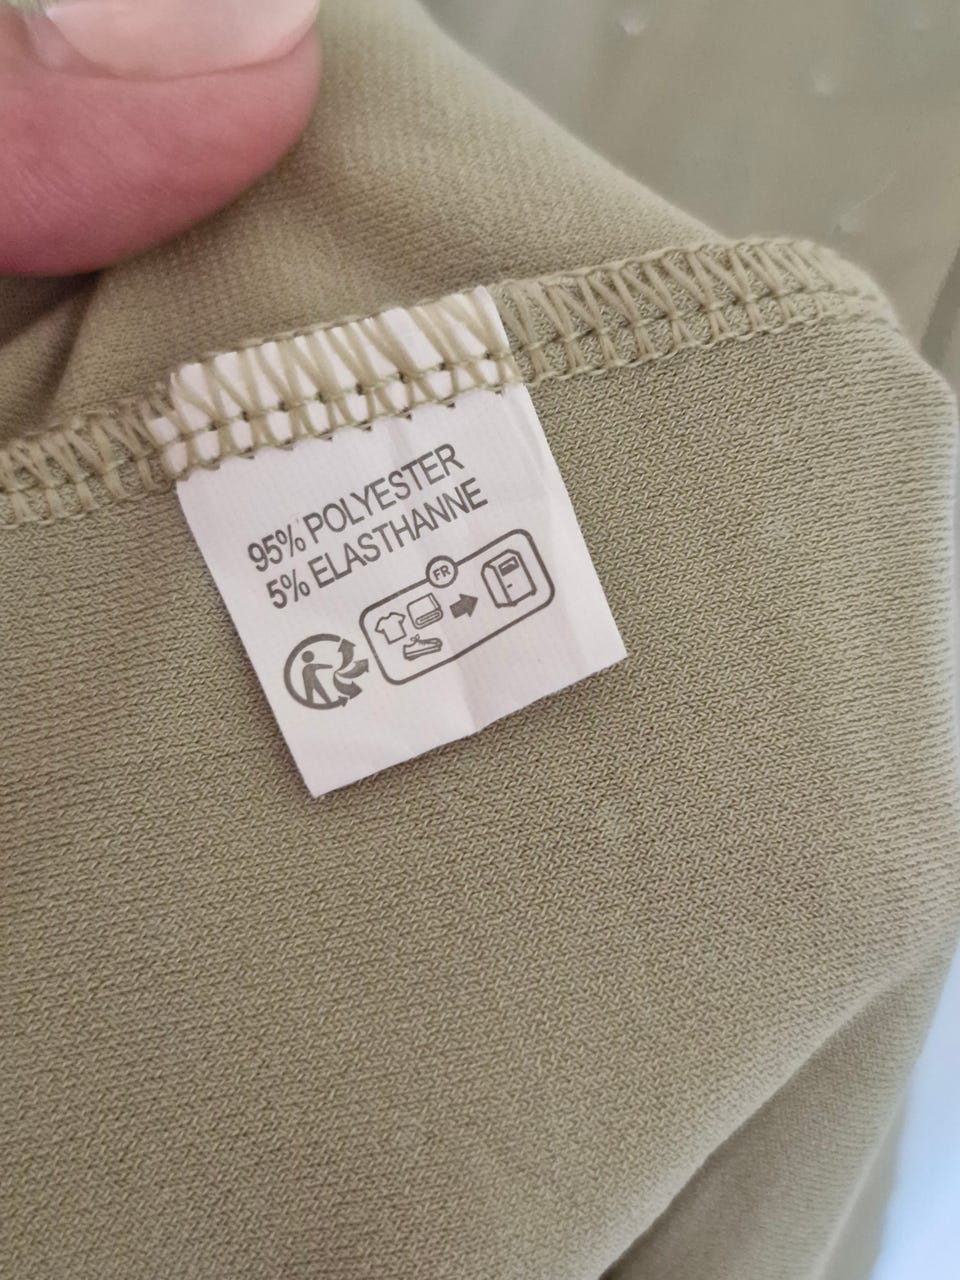 95% POLYESTER
5% ELASTHANNE
FR